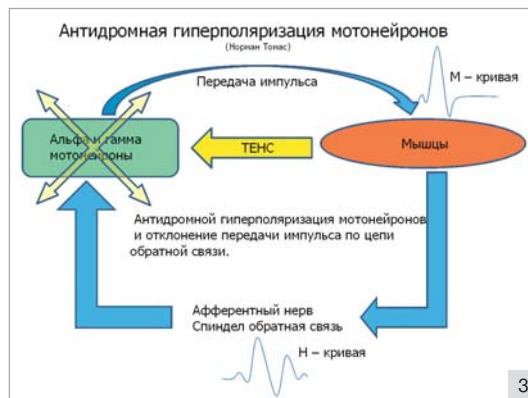 Антидромная гиперполяризация мотонейронов
(Норман Томас)
Передача импульса
М – кривая
Альфа и гамма
мотонейроны
ТЕНС
Мышцы
Антидромной гиперполяризация мотонейронов
и отклонение передачи импульса по цепи
обратной связи.
Афферентный нерв
Спиндел обратная связь
Н – кривая
3